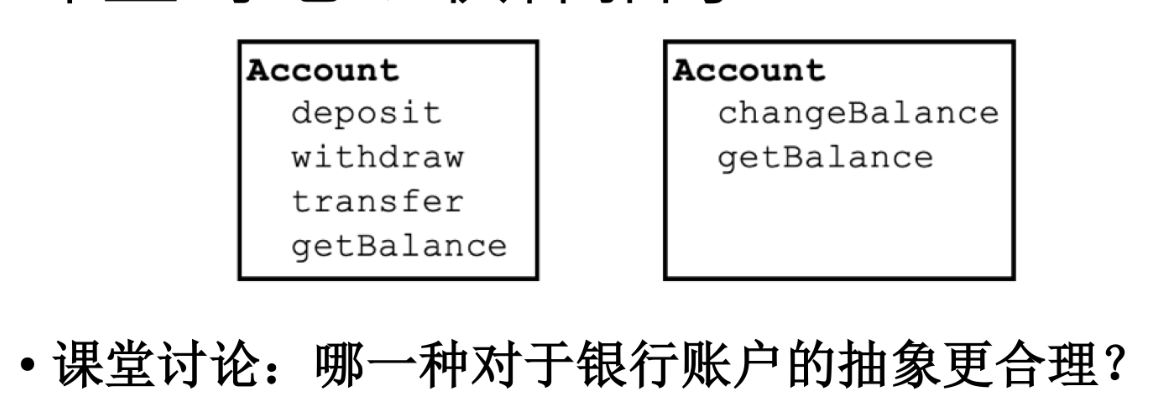 Account
deposit
withdraw
transfer
getBalance
Account
changeBalance
getBalance
• 课堂讨论：哪一种对于银行账户的抽象更合理？